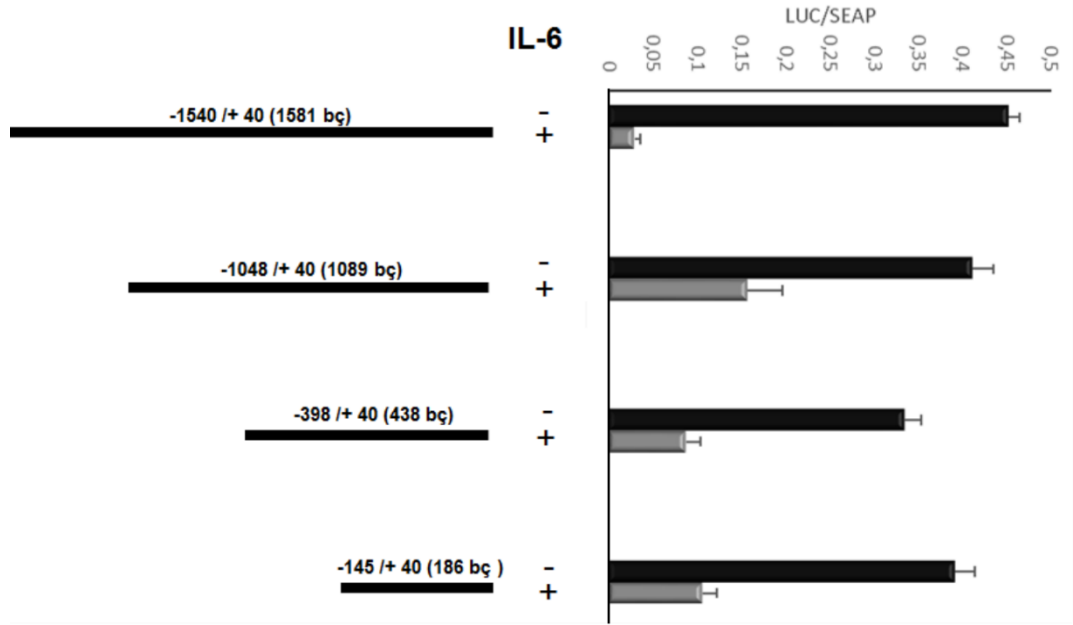 LUC/SEAP
IL-6
0 0,05 0,1 0,15 0,2 0,25 0,3 0,35 0,4 0,45 0,5
-1540 /+ 40 (1581 bç)
-
+
-1048 /+ 40 (1089 bç)
-
+
-398 /+ 40 (438 bç)
-
+
-145 /+ 40 (186 bç )
-
+